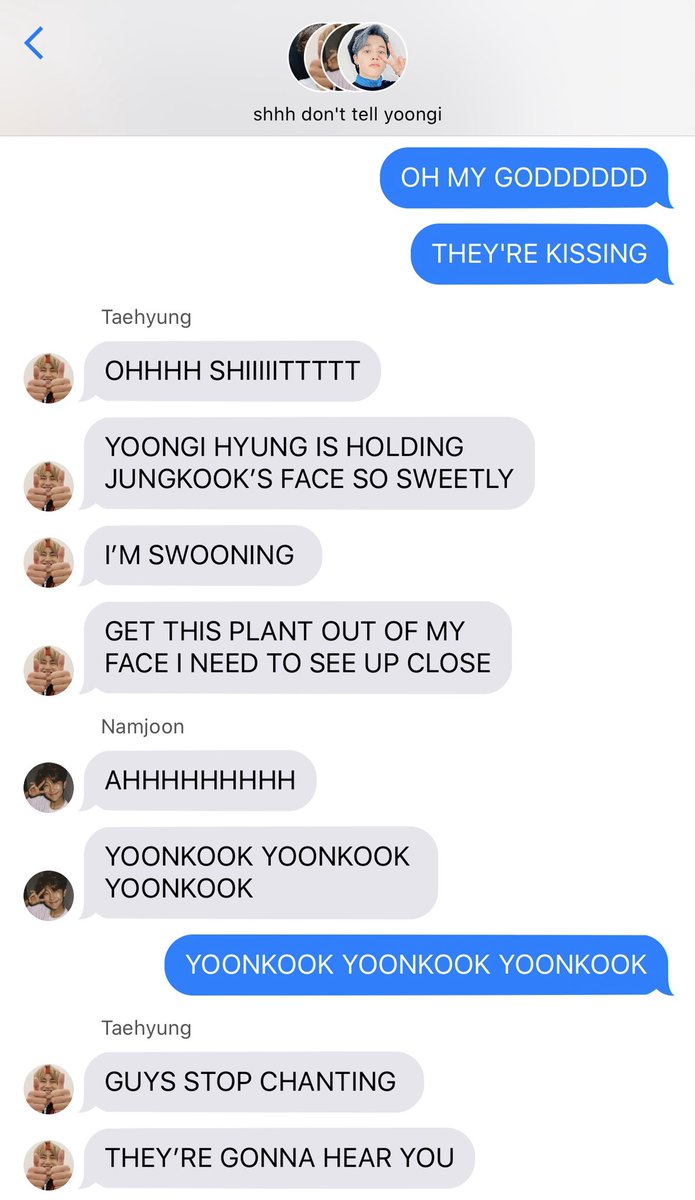 shhh don't tell yoongi
OH MY GODDDDDD
THEY'RE KISSING
Taehyung
OHHHH SHIIIIITTTTT
YOONGI HYUNG IS HOLDING
JUNGKOOK’S FACE SO SWEETLY
I’M SWOONING
GET THIS PLANT OUT OF MY
FACE I NEED TO SEE UP CLOSE
Namjoon
AHHHHHHHHH
YOONKOOK YOONKOOK
YOONKOOK
YOONKOOK YOONKOOK YOONKOOK
Taehyung
GUYS STOP CHANTING
THEY’RE GONNA HEAR YOU